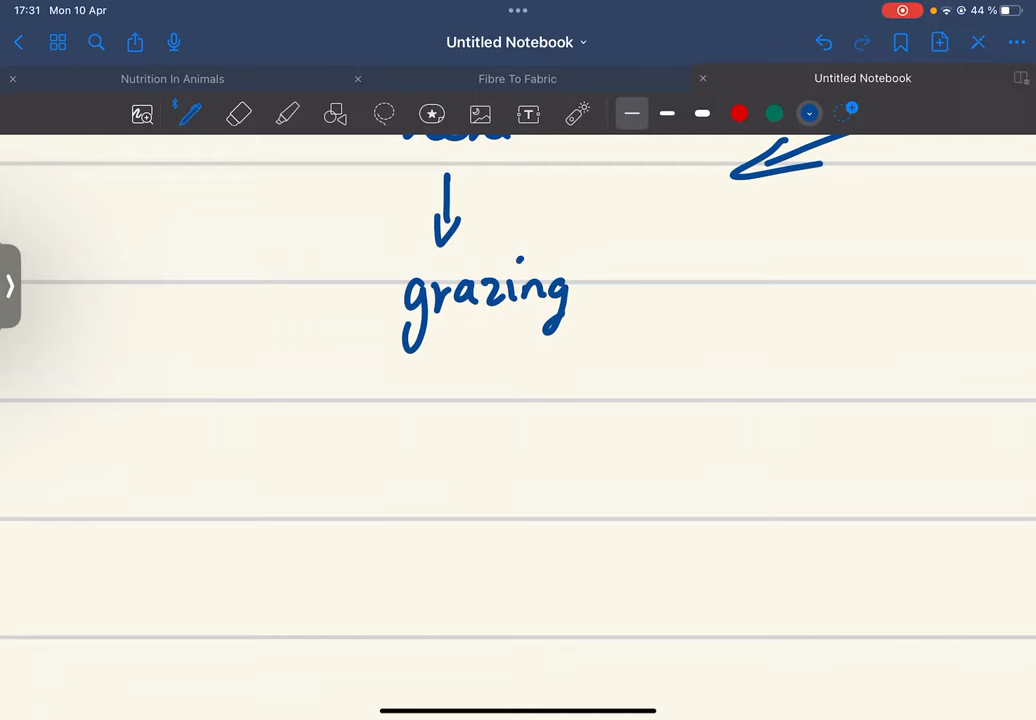 17:31 Mon 10 Apr 44 %
Untitled Notebook
Nutrition In Animals Fibre To Fabric Untitled Notebook
grazing